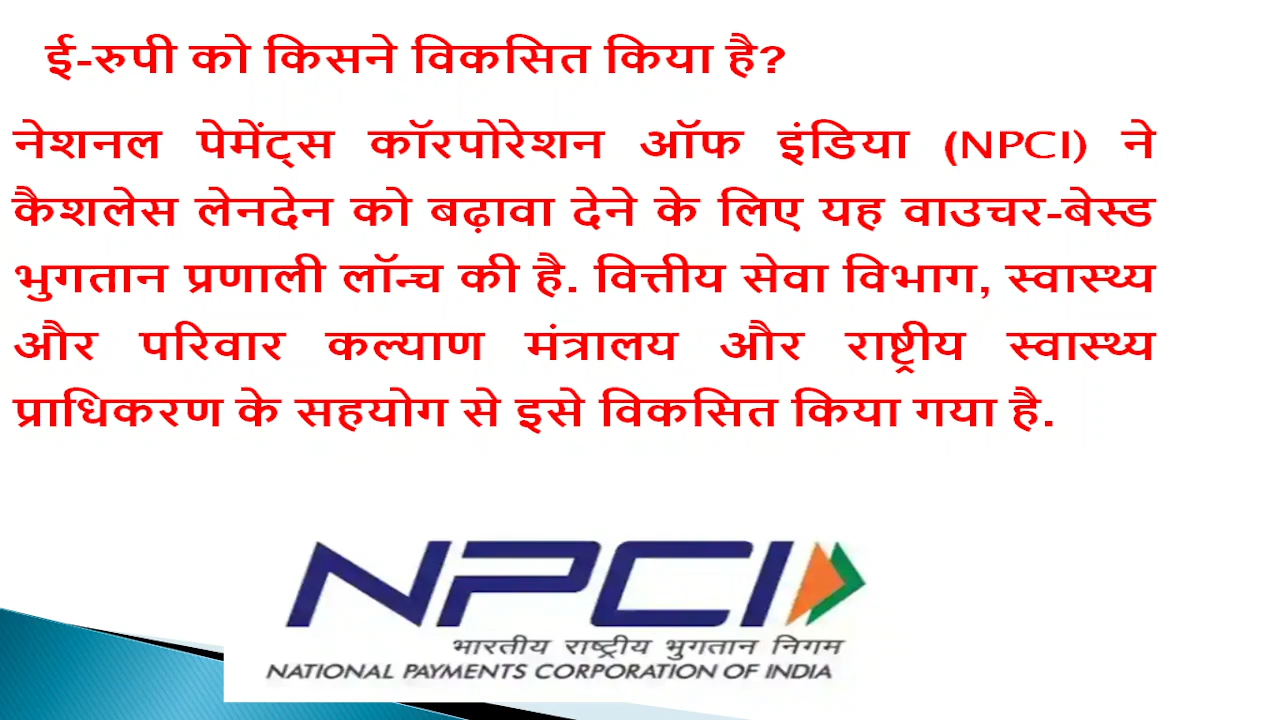 ई-रुपी को किसने विकसित किया है?
नेशनल पेमेंट्स कॉरपोरेशन ऑफ इंडिया (NPCI) ने
कैशलेस लेनदेन को बढ़ावा देने के लिए यह वाउचर-बेस्ड
भुगतान प्रणाली लॉन्च की है. वित्तीय सेवा विभाग, स्वास्थ्य
और परिवार कल्याण मंत्रालय और राष्ट्रीय स्वास्थ्य
प्राधिकरण के सहयोग से इसे विकसित किया गया है.
NPCI
भारतीय राष्ट्रीय भुगतान निगम
NATIONAL PAYMENTS CORPORATION OF INDIA